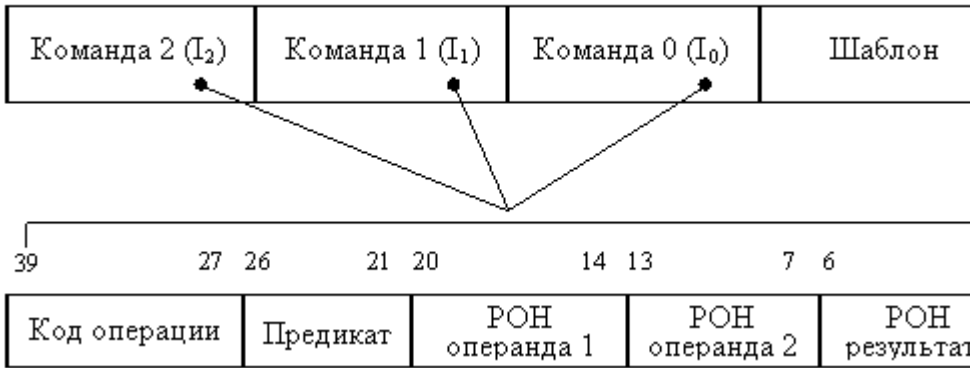 Команда 2 (I₂) Команда 1 (I₁) Команда 0 (I₀) Шаблон
39 27 26 21 20 14 13 7 6
Код операции Предикат РОН операнда 1 РОН операнда 2 РОН результат